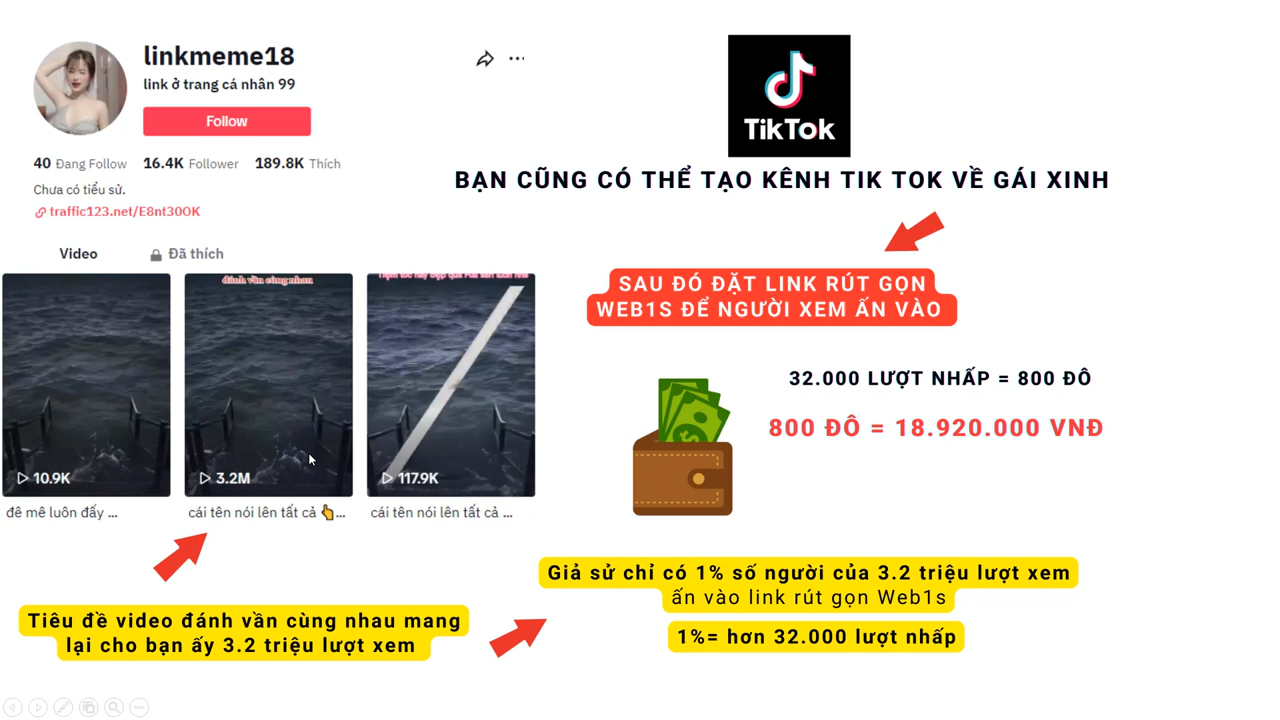 linkmeme18
link ở trang cá nhân 99
Follow
40 Đang Follow 16.4K Follower 189.8K Thích
Chưa có tiểu sử.
traffic123.net/E8nt30OK
Video
Đã thích
đánh vần cùng nhau
10.9K
3.2M
117.9K
đê mê luôn đấy ...
cái tên nói lên tất cả 👆...
cái tên nói lên tất cả ...
Tiêu đề video đánh vần cùng nhau mang
lại cho bạn ấy 3.2 triệu lượt xem
TikTok
BẠN CŨNG CÓ THỂ TẠO KÊNH TIK TOK VỀ GÁI XINH
SAU ĐÓ ĐẶT LINK RÚT GỌN
WEB1S ĐỂ NGƯỜI XEM ẤN VÀO
32.000 LƯỢT NHẤP = 800 ĐÔ
800 ĐÔ = 18.920.000 VNĐ
Giả sử chỉ có 1% số người của 3.2 triệu lượt xem
ấn vào link rút gọn Web1s
1%= hơn 32.000 lượt nhấp